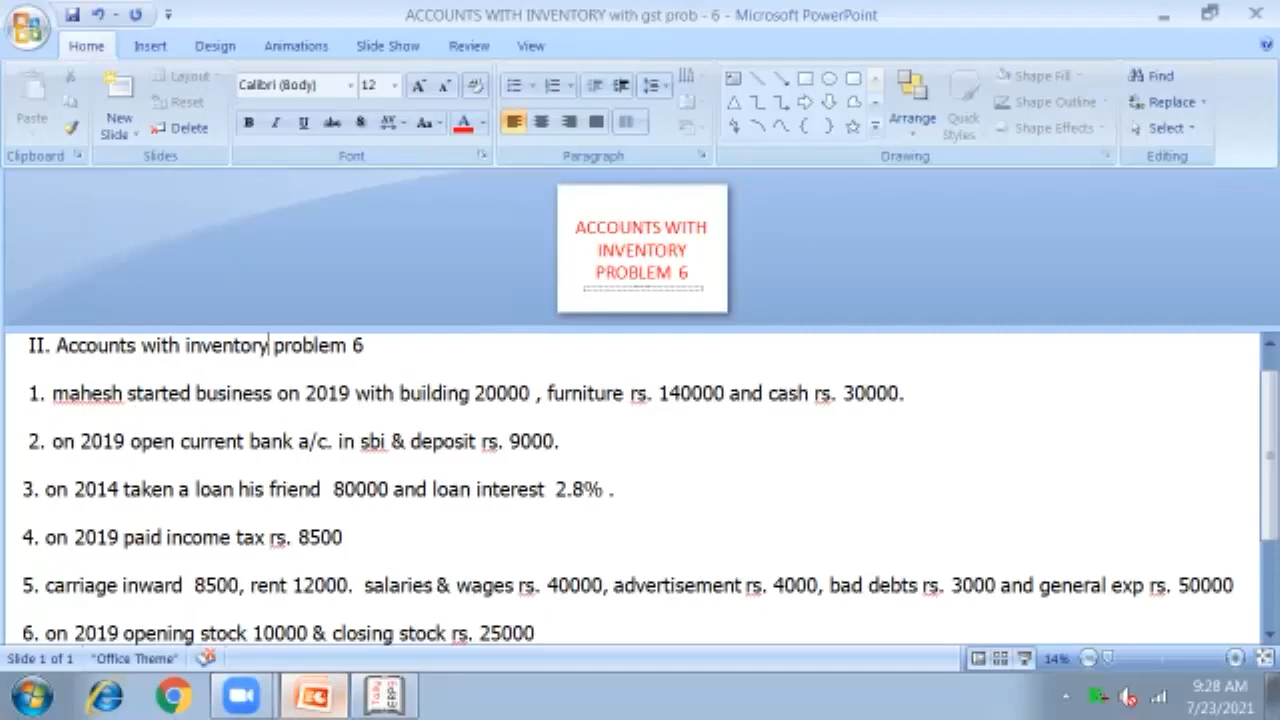 ACCOUNTS WITH INVENTORY with gst prob - 6 - Microsoft PowerPoint
Home Insert Design Animations Slide Show Review View
Paste
Clipboard
New Slide
Layout
Reset
Delete
Slides
Calibri (Body) 12
Font
Paragraph
Arrange
Quick Styles
Shape Fill
Shape Outline
Shape Effects
Drawing
Find
Replace
Select
Editing
ACCOUNTS WITH
INVENTORY
PROBLEM 6
II. Accounts with inventory problem 6
1. mahesh started business on 2019 with building 20000 , furniture rs. 140000 and cash rs. 30000.
2. on 2019 open current bank a/c. in sbi & deposit rs. 9000.
3. on 2014 taken a loan his friend 80000 and loan interest 2.8% .
4. on 2019 paid income tax rs. 8500
5. carriage inward 8500, rent 12000. salaries & wages rs. 40000, advertisement rs. 4000, bad debts rs. 3000 and general exp rs. 50000
6. on 2019 opening stock 10000 & closing stock rs. 25000
Slide 1 of 1 "Office Theme" 14%
9:28 AM
7/23/2021